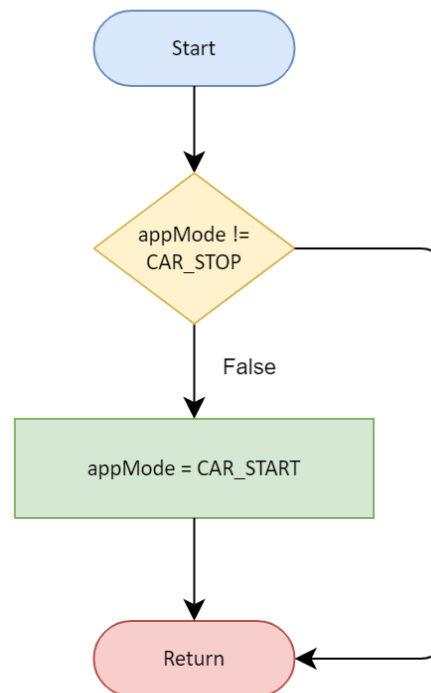 Start
appMode !=
CAR_STOP
False
appMode = CAR_START
Return